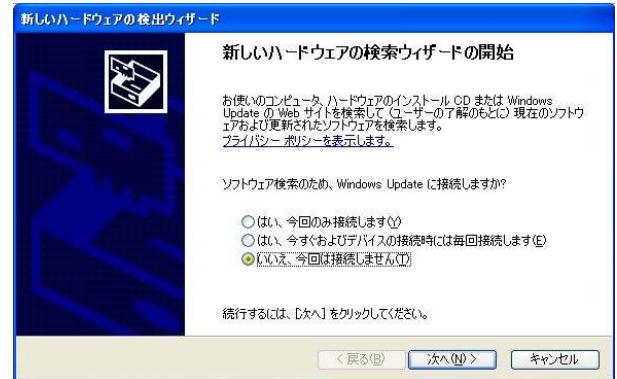 新しいハードウェアの検出ウィザード
新しいハードウェアの検索ウィザードの開始
お使いのコンピュータ、ハードウェアのインストール CD または Windows
Update の Web サイトを検索して（ユーザーの了解のもとに）現在のソフトウ
ェアおよび更新されたソフトウェアを検索します。
プライバシー ポリシーを表示します。
ソフトウェア検索のため、Windows Update に接続しますか?
はい、今回のみ接続します(Y)
はい、今すぐおよびデバイスの接続時には毎回接続します(E)
いいえ、今回は接続しません(T)
続行するには、[次へ] をクリックしてください。
< 戻る(B)
次へ(N) >
キャンセル